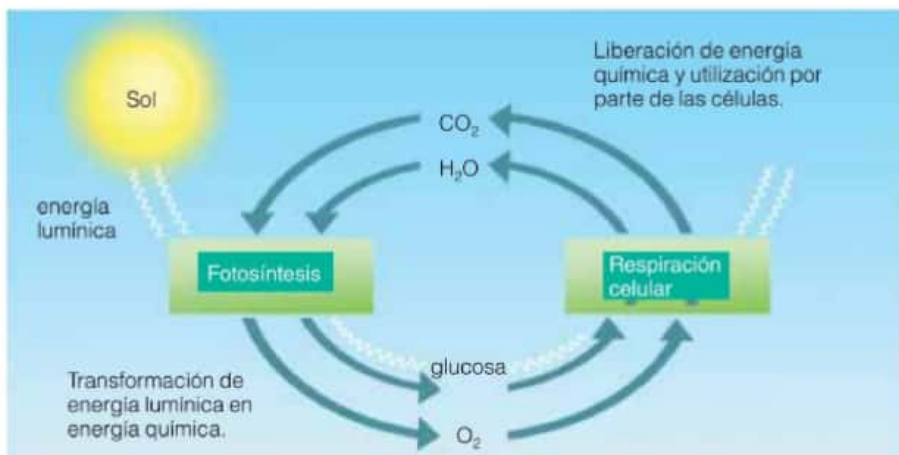 Sol
energía
lumínica
Fotosíntesis
Transformación de
energía lumínica en
energía química.
CO₂
H₂O
glucosa
O₂
Liberación de energía
química y utilización por
parte de las células.
Respiración
celular